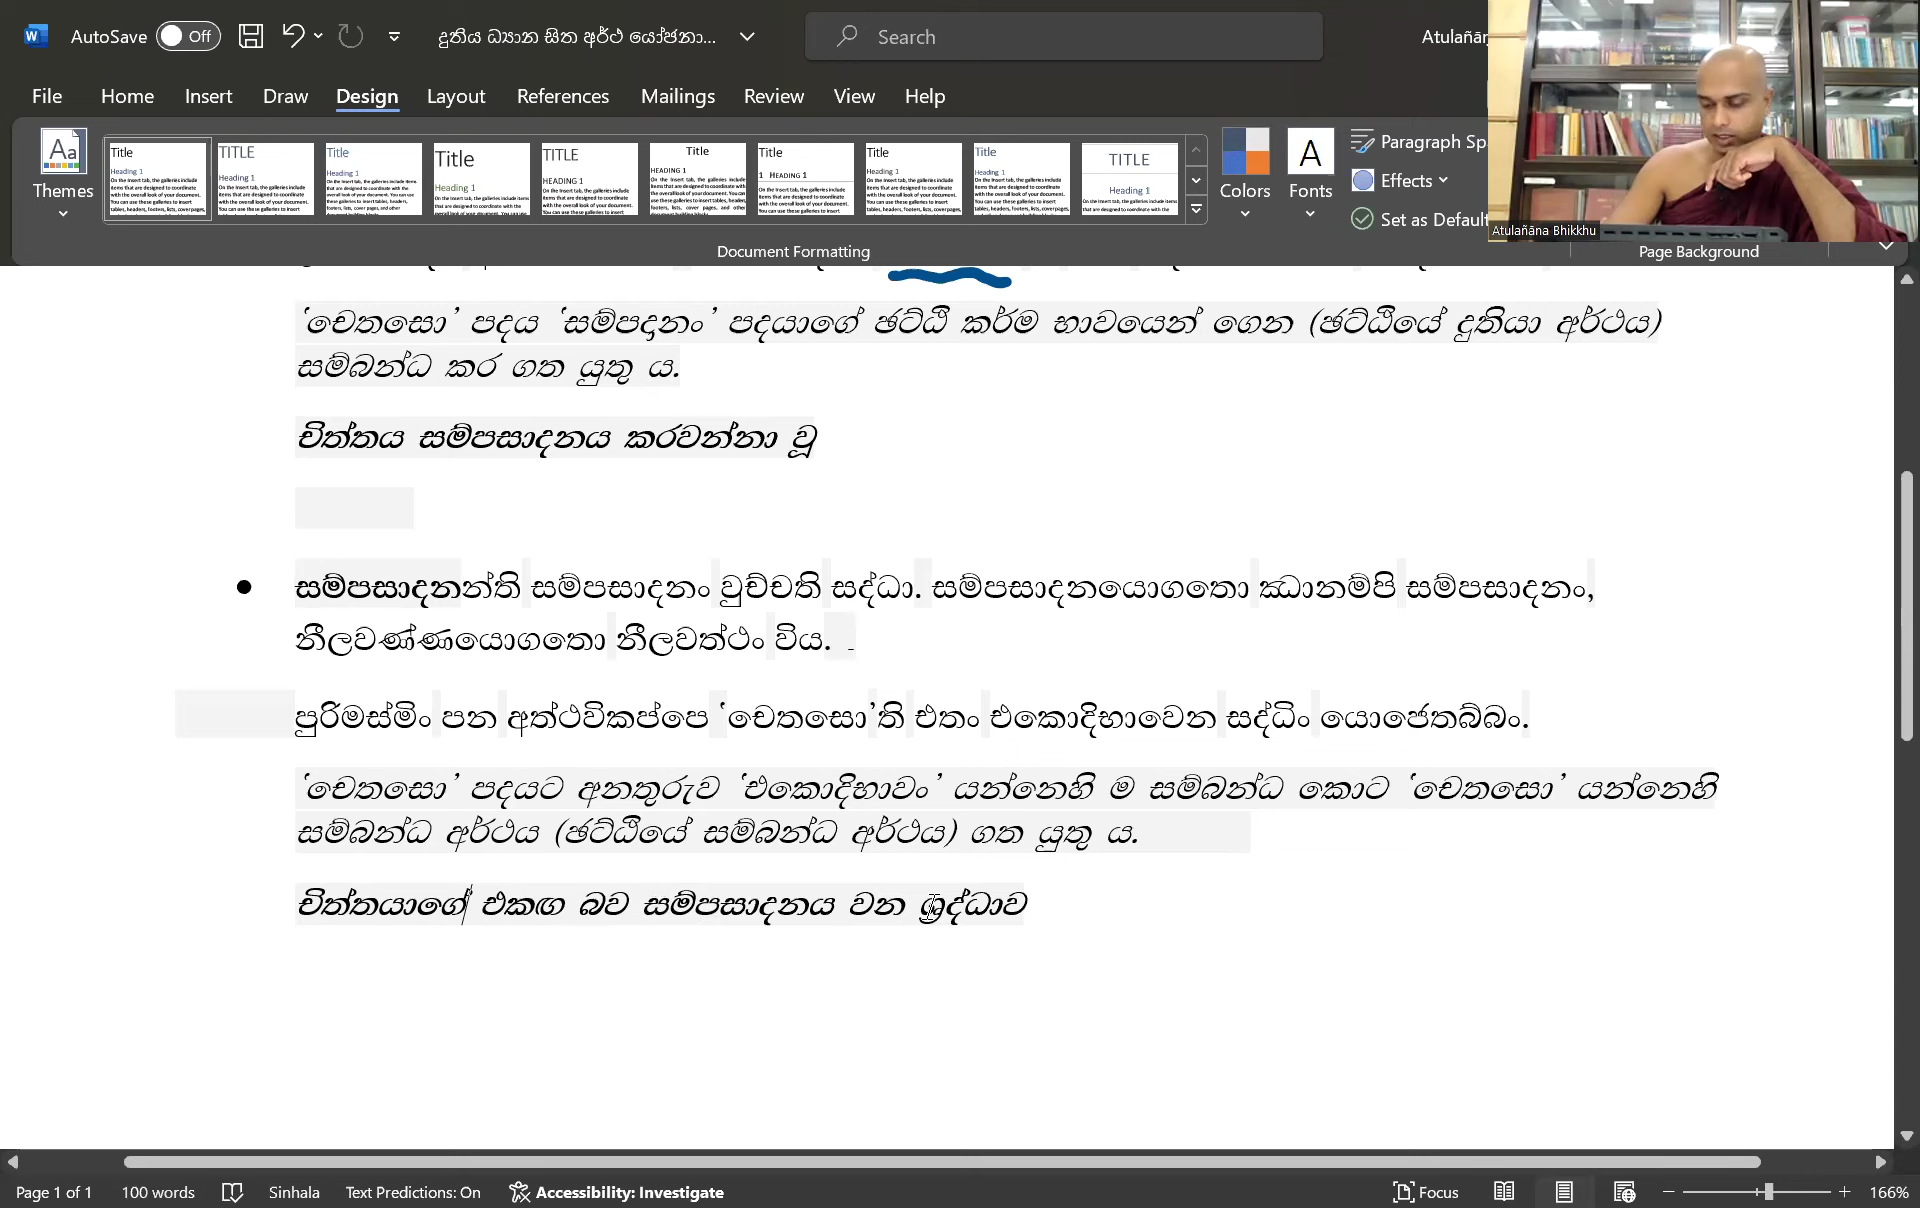 AutoSave Off දුතිය ධ්‍යාන සිත අර්ථ යෝජනා... Search
File Home Insert Draw Design Layout References Mailings Review View Help
Themes Colors Fonts Paragraph Sp
Effects
Set as Default
Atulañāna Bhikkhu
Document Formatting Page Background
‘චෙතසො’ පදය ‘සම්පදානං’ පදයාගේ ඡට්ඨි කර්ම භාවයෙන් ගෙන (ඡට්ඨියේ දුතියා අර්ථය)
සම්බන්ධ කර ගත යුතු ය.
චිත්තය සම්පසාදනය කරවන්නා වූ
● සම්පසාදනන්ති සම්පසාදනං වුච්චති සද්ධා. සම්පසාදනයොගතො ඣානම්පි සම්පසාදනං,
නීලවණ්ණයොගතො නීලවත්ථං විය.
පුරිමස්මිං පන අත්ථවිකප්පෙ ‘චෙතසො’ති එතං එකොදිභාවෙන සද්ධිං යොජෙතබ්බං.
‘චෙතසො’ පදයට අනතුරුව ‘එකොදිභාවං’ යන්නෙහි ම සම්බන්ධ කොට ‘චෙතසො’ යන්නෙහි
සම්බන්ධ අර්ථය (ඡට්ඨියේ සම්බන්ධ අර්ථය) ගත යුතු ය.
චිත්තයාගේ එකඟ බව සම්පසාදනය වන ශ්‍රද්ධාව
Page 1 of 1 100 words Sinhala Text Predictions: On Accessibility: Investigate Focus 166%